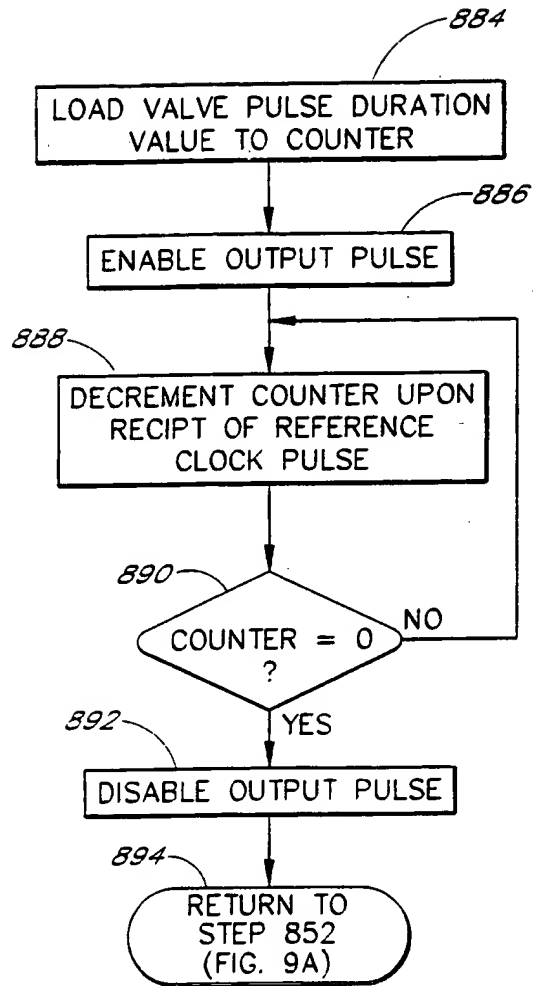 884
LOAD VALVE PULSE DURATION
VALUE TO COUNTER
886
ENABLE OUTPUT PULSE
888
DECREMENT COUNTER UPON
RECIPT OF REFERENCE
CLOCK PULSE
890
COUNTER = 0
?
NO
YES
892
DISABLE OUTPUT PULSE
894
RETURN TO
STEP 852
(FIG. 9A)